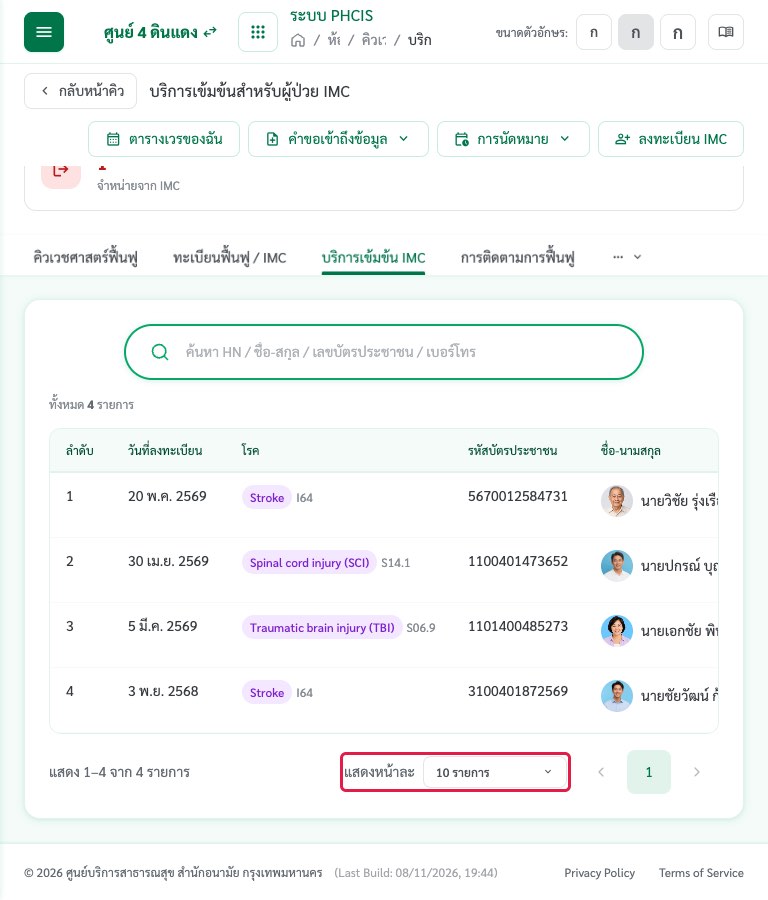 ศูนย์ 4 ดินแดง
ระบบ PHCIS
/ / คิวเ / บริก
ขนาดตัวอักษร: ก ก ก
กลับหน้าคิว บริการเข้มข้นสำหรับผู้ป่วย IMC
ตารางเวรของฉัน คำขอเข้าถึงข้อมูล การนัดหมาย ลงทะเบียน IMC
จำหน่ายจาก IMC
คิวเวชศาสตร์ฟื้นฟู ทะเบียนฟื้นฟู / IMC บริการเข้มข้น IMC การติดตามการฟื้นฟู ...
ค้นหา HN / ชื่อ-สกุล / เลขบัตรประชาชน / เบอร์โทร
ทั้งหมด 4 รายการ
ลำดับ วันที่ลงทะเบียน โรค รหัสบัตรประชาชน ชื่อ-นามสกุล
1 20 พ.ค. 2569 Stroke I64 5670012584731 นายวิชัย รุ่งเรื
2 30 เม.ย. 2569 Spinal cord injury (SCI) S14.1 1100401473652 นายปกรณ์ บุญ
3 5 มี.ค. 2569 Traumatic brain injury (TBI) S06.9 1101400485273 นายเอกชัย พิ
4 3 พ.ย. 2568 Stroke I64 3100401872569 นายชัยวัฒน์
แสดง 1–4 จาก 4 รายการ แสดงหน้าละ 10 รายการ 1
© 2026 ศูนย์บริการสาธารณสุข สำนักอนามัย กรุงเทพมหานคร (Last Build: 08/11/2026, 19:44) Privacy Policy Terms of Service